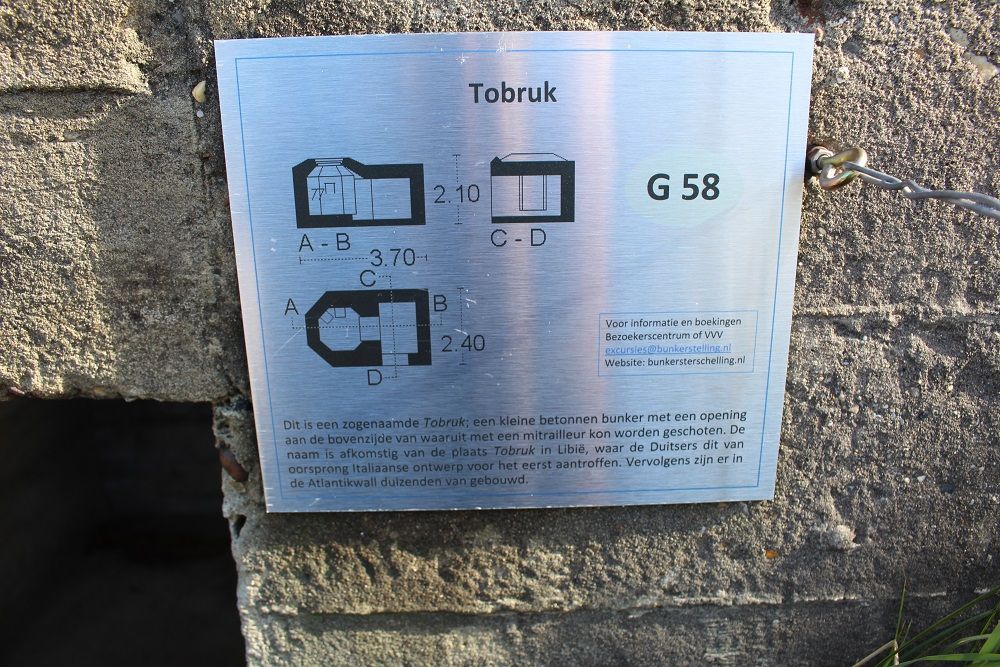 Tobruk
G 58
2.10
A - B
C - D
3.70
C
A
B
2.40
D
Voor informatie en boekingen
Bezoekerscentrum of VVV
excursies@bunkerstelling.nl
Website: bunkersterschelling.nl
Dit is een zogenaamde Tobruk; een kleine betonnen bunker met een opening
aan de bovenzijde van waaruit met een mitrailleur kon worden geschoten. De
naam is afkomstig van de plaats Tobruk in Libië, waar de Duitsers dit van
oorsprong Italiaanse ontwerp voor het eerst aantroffen. Vervolgens zijn er in
de Atlantikwall duizenden van gebouwd.